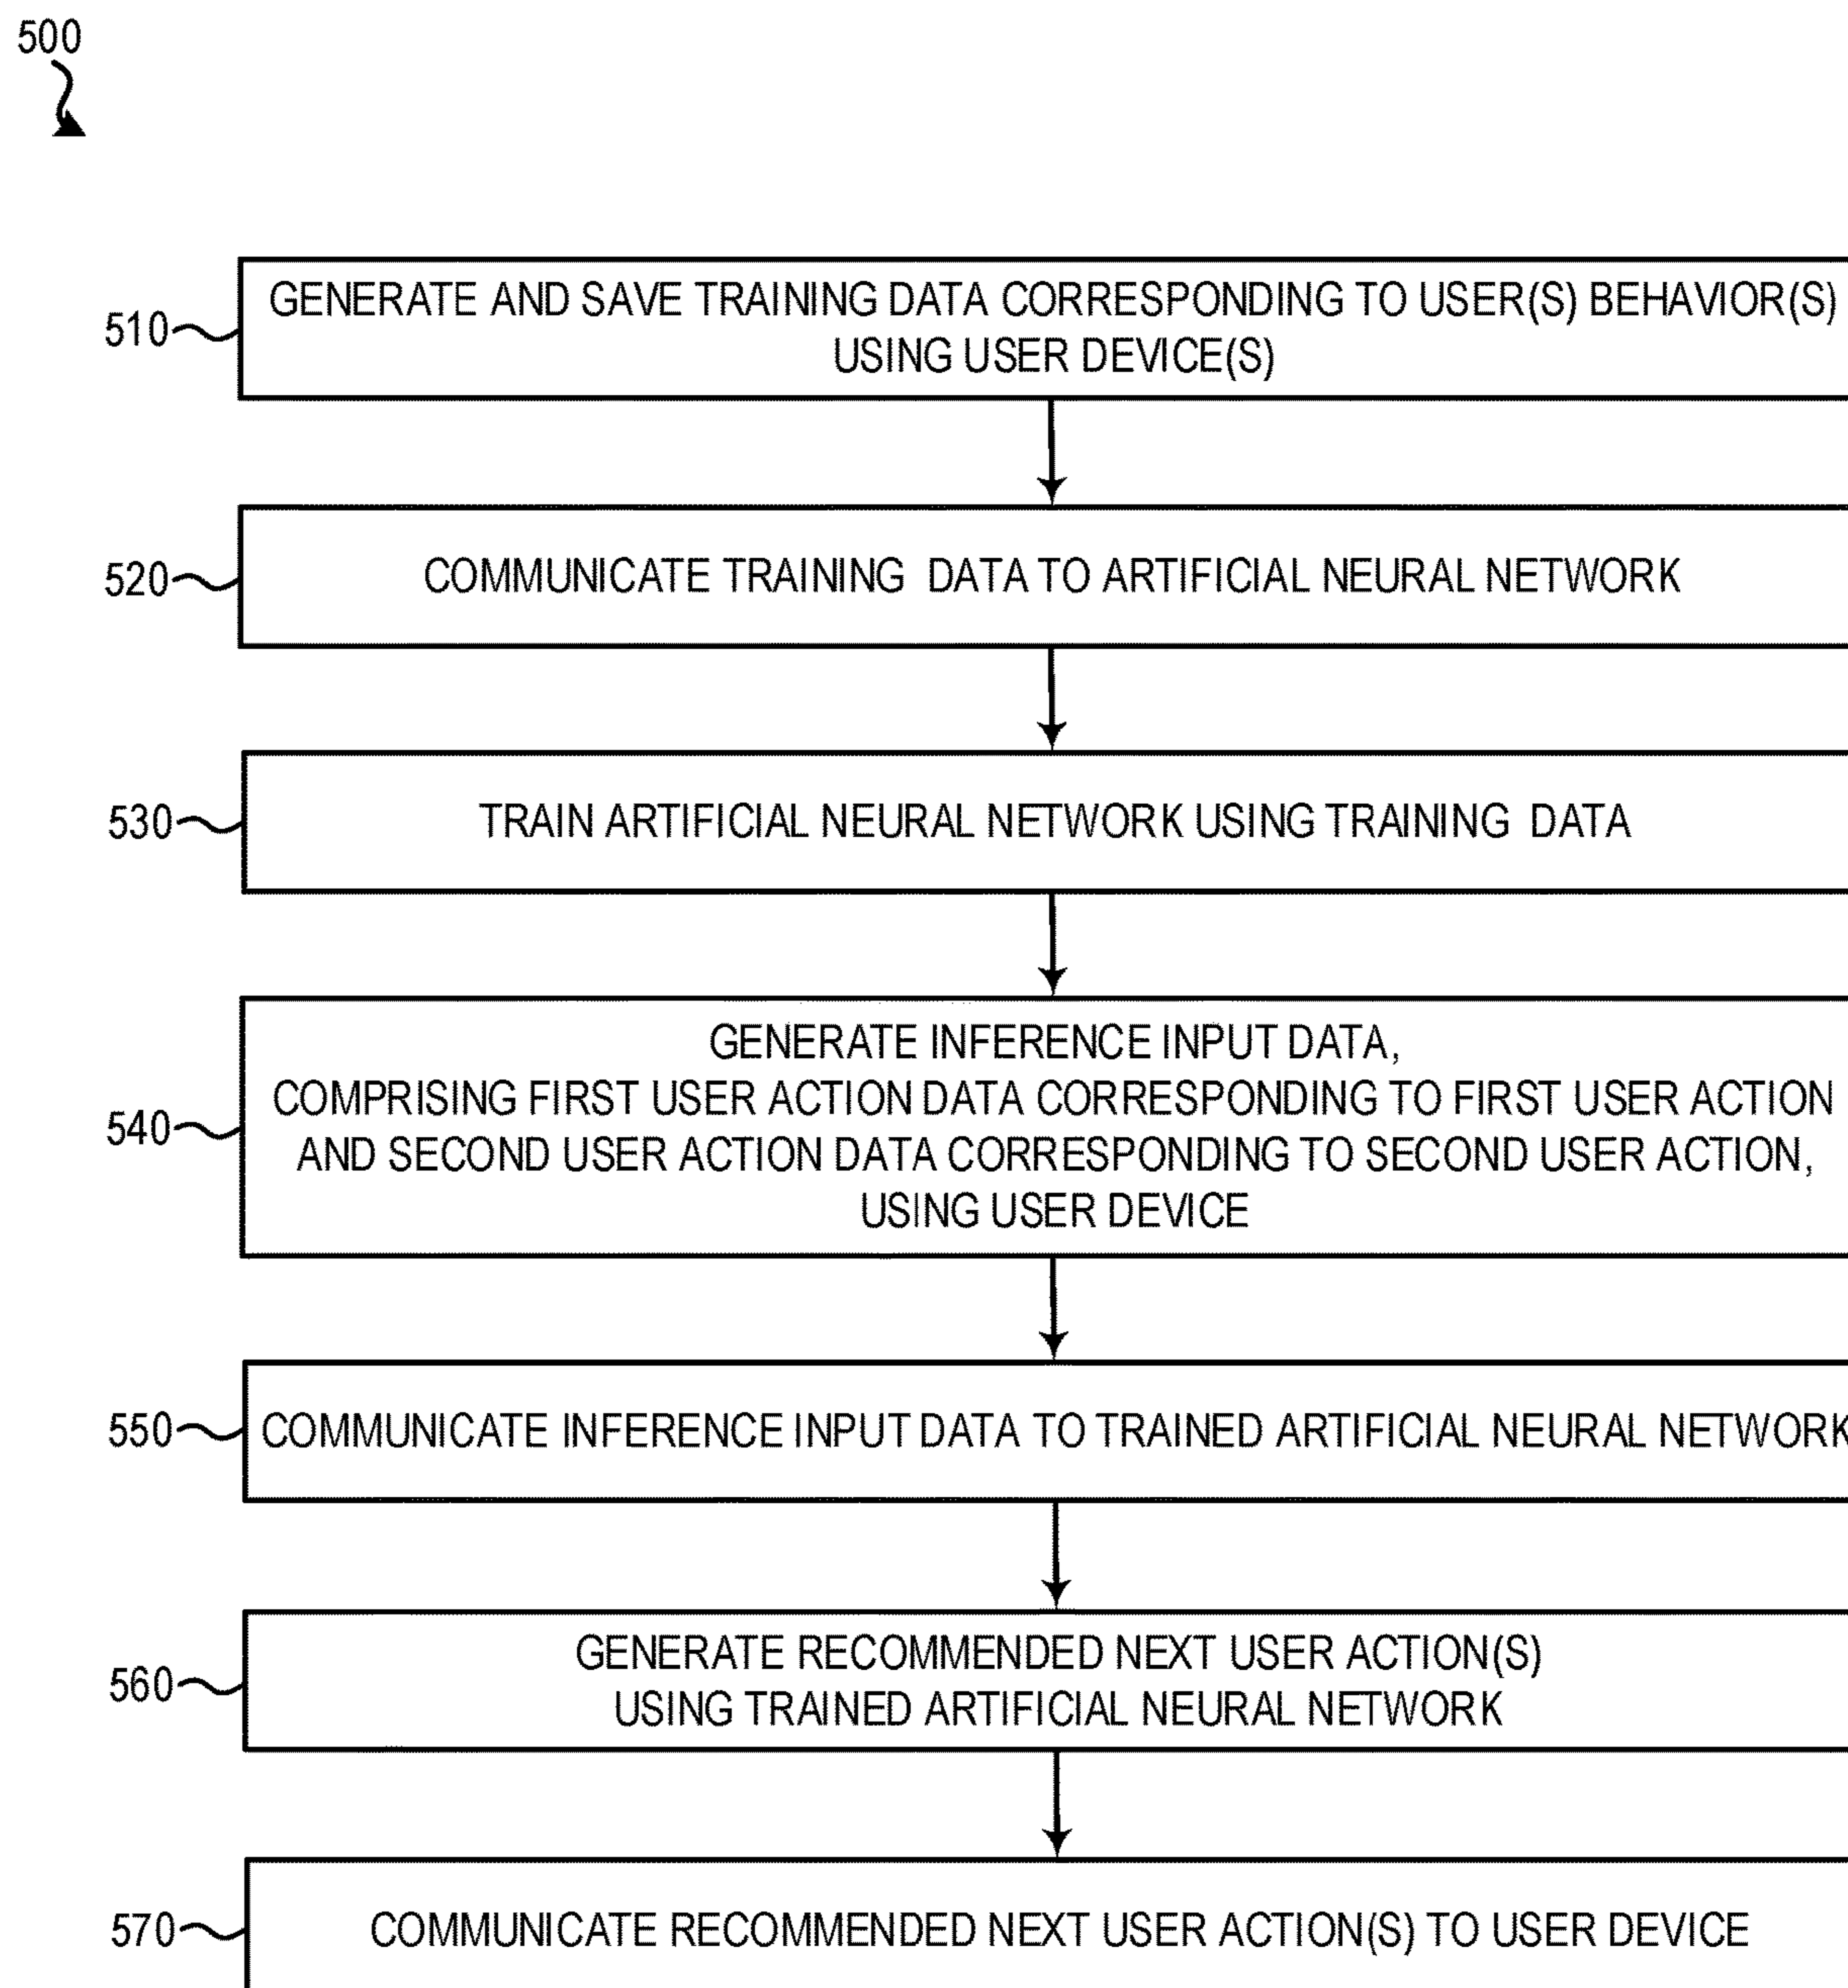 500
510
GENERATE AND SAVE TRAINING DATA CORRESPONDING TO USER(S) BEHAVIOR(S)
USING USER DEVICE(S)
520
COMMUNICATE TRAINING DATA TO ARTIFICIAL NEURAL NETWORK
530
TRAIN ARTIFICIAL NEURAL NETWORK USING TRAINING DATA
540
GENERATE INFERENCE INPUT DATA,
COMPRISING FIRST USER ACTION DATA CORRESPONDING TO FIRST USER ACTION
AND SECOND USER ACTION DATA CORRESPONDING TO SECOND USER ACTION,
USING USER DEVICE
550
COMMUNICATE INFERENCE INPUT DATA TO TRAINED ARTIFICIAL NEURAL NETWORK
560
GENERATE RECOMMENDED NEXT USER ACTION(S)
USING TRAINED ARTIFICIAL NEURAL NETWORK
570
COMMUNICATE RECOMMENDED NEXT USER ACTION(S) TO USER DEVICE